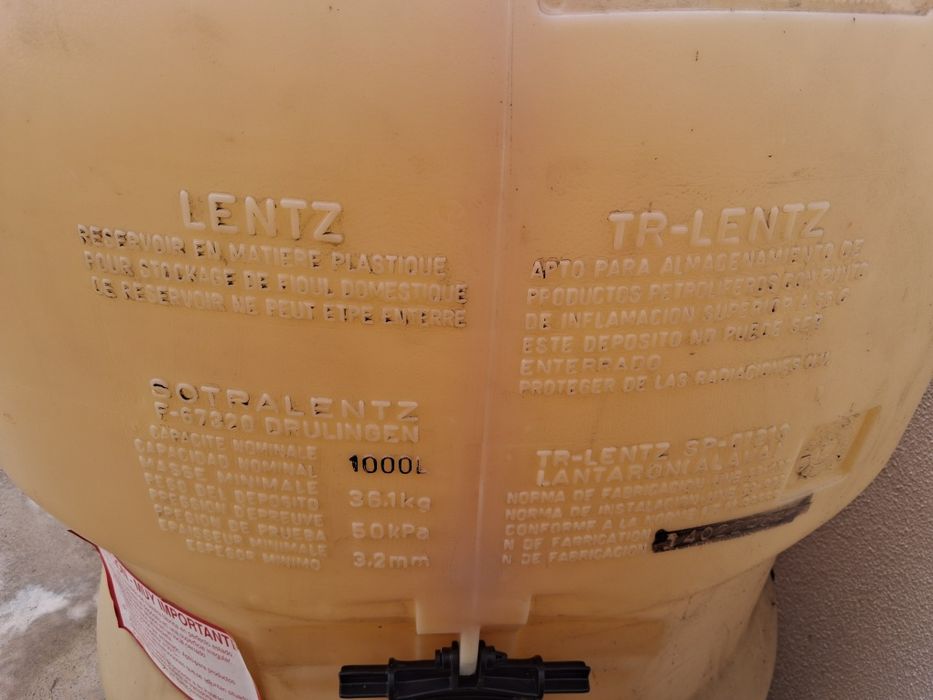 LENTZ
RESERVOIR EN MATIERE PLASTIQUE
POUR STOCKAGE DE FIOUL DOMESTIQUE
CE RESERVOIR NE PEUT ETRE ENTERRE
SOTRALENTZ
F-67320 DRULINGEN
CAPACITE NOMINALE
CAPACIDAD NOMINAL 1000L
MASSE MINIMALE
PESO DEL DEPOSITO 36.1kg
PRESSION D'EPREUVE
PRESION DE PRUEBA 50kPa
EPAISSEUR MINIMALE
ESPESOR MINIMO 3.2mm
TR-LENTZ
APTO PARA ALMACENAMIENTO DE
PRODUCTOS PETROLIFEROS CON PUNTO
DE INFLAMACION SUPERIOR A 55 C
ESTE DEPOSITO NO PUEDE SER
ENTERRADO
PROTEGER DE LAS RADIACIONES
TR-LENTZ
LANTARON (ALAVA)
NORMA DE FABRICACION
NORMA DE INSTALACION
CONFORME A LA
N DE FABRICATION
N DE FABRICACION
MUY IMPORTANTE